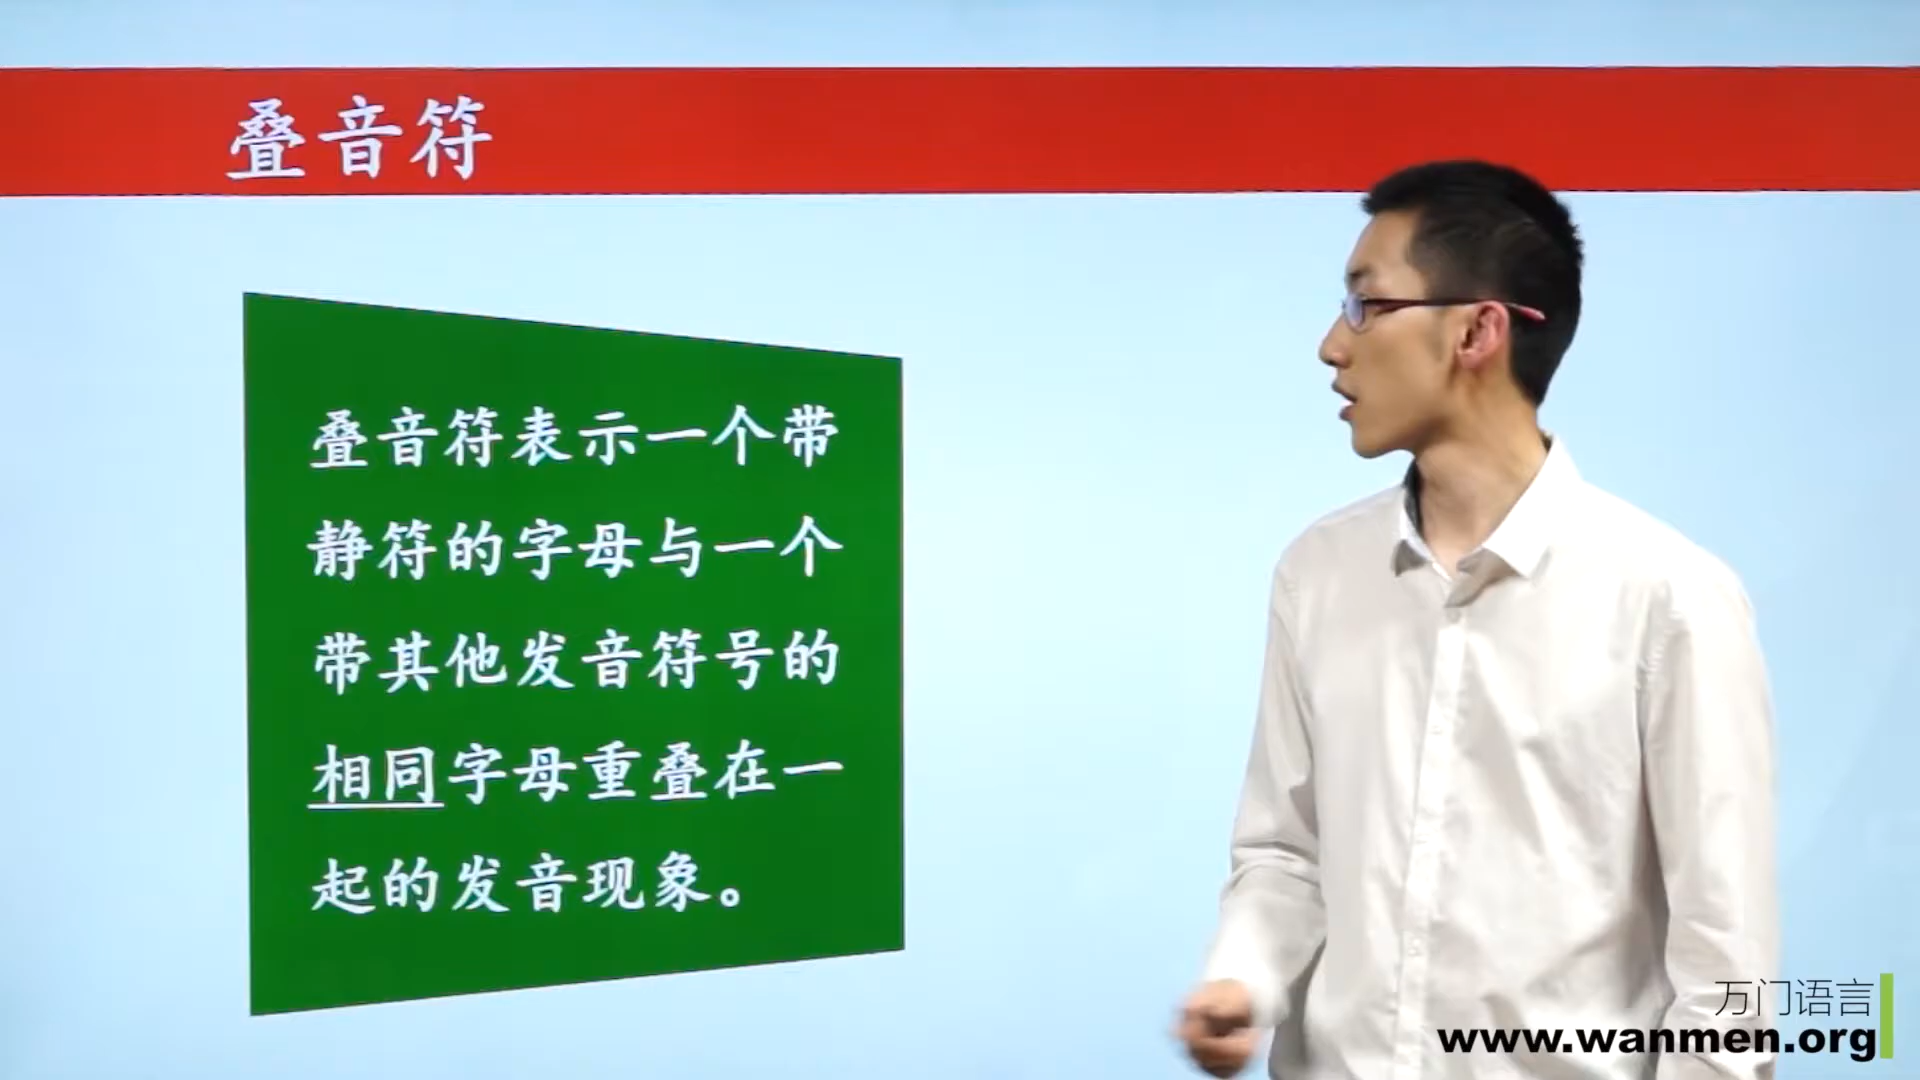 叠音符
叠音符表示一个带
静符的字母与一个
带其他发音符号的
相同字母重叠在一
起的发音现象。
万门语言
www.wanmen.org